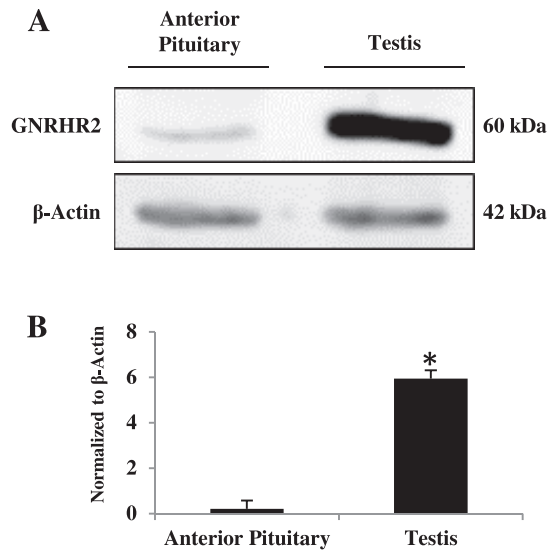 A
Anterior
Pituitary
Testis
GNRHR2
60 kDa
β-Actin
42 kDa
B
Normalized to β-Actin
8
6
4
2
0
*
Anterior Pituitary
Testis